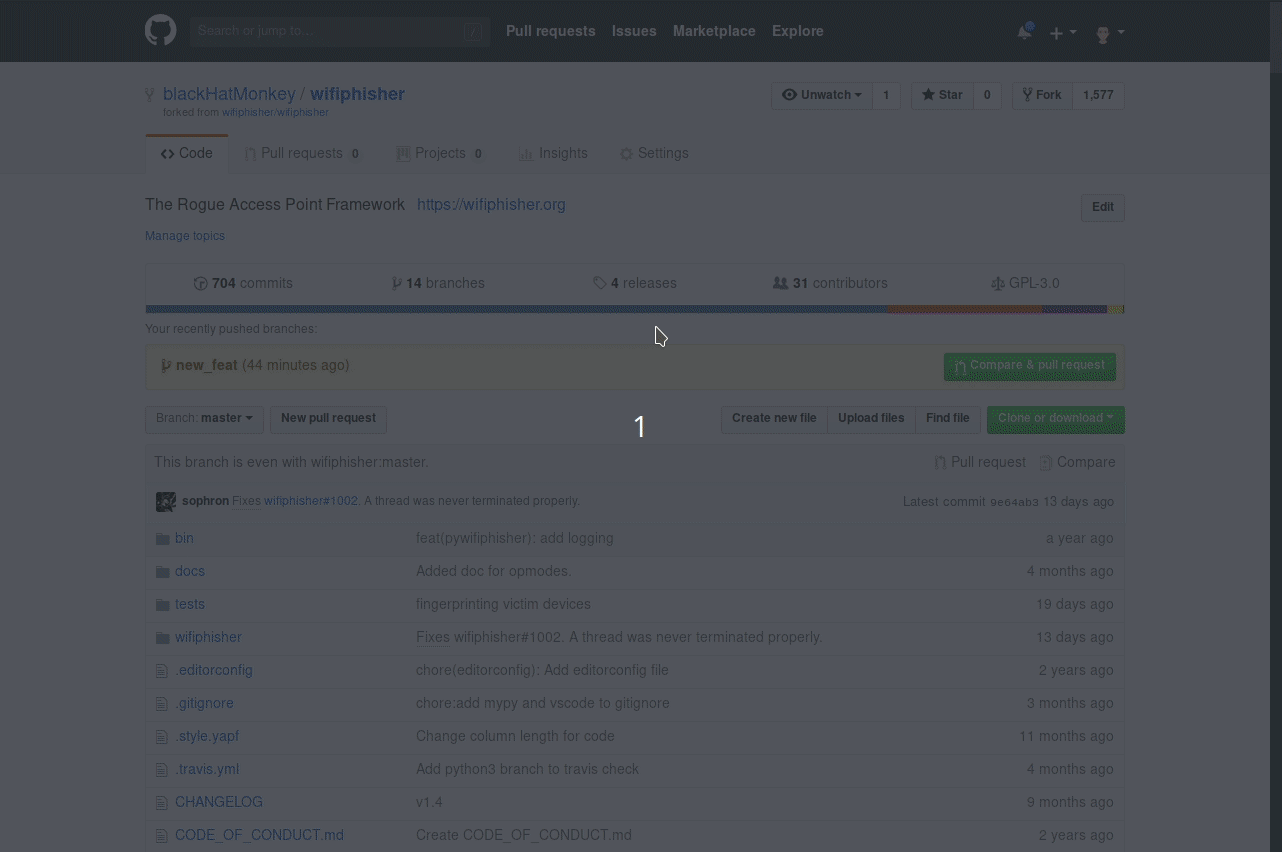 Search or jump to... / Pull requests Issues Marketplace Explore
blackHatMonkey / wifiphisher Unwatch 1 Star 0 Fork 1,577
forked from wifiphisher/wifiphisher
Code Pull requests 0 Projects 0 Insights Settings
The Rogue Access Point Framework https://wifiphisher.org Edit
Manage topics
704 commits 14 branches 4 releases 31 contributors GPL-3.0
Your recently pushed branches:
new_feat (44 minutes ago) Compare & pull request
1
Branch: master New pull request Create new file Upload files Find file Clone or download
This branch is even with wifiphisher:master. Pull request Compare
sophron Fixes wifiphisher#1002. A thread was never terminated properly. Latest commit 9e64ab3 13 days ago
bin feat(pywifiphisher): add logging a year ago
docs Added doc for opmodes. 4 months ago
tests fingerprinting victim devices 19 days ago
wifiphisher Fixes wifiphisher#1002. A thread was never terminated properly. 13 days ago
.editorconfig chore(editorconfig): Add editorconfig file 2 years ago
.gitignore chore:add mypy and vscode to gitignore 3 months ago
.style.yapf Change column length for code 11 months ago
.travis.yml Add python3 branch to travis check 4 months ago
CHANGELOG v1.4 9 months ago
CODE_OF_CONDUCT.md Create CODE_OF_CONDUCT.md 2 years ago